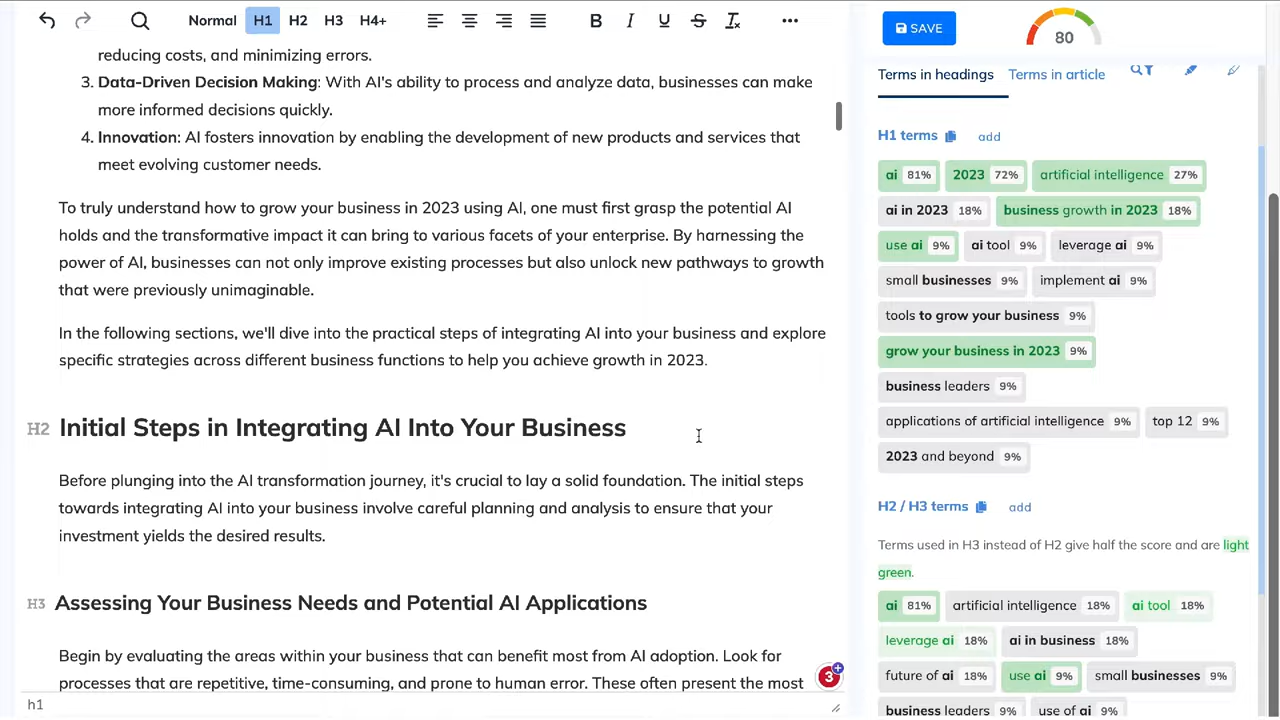 Normal H1 H2 H3 H4+ B I U S Tx ...
SAVE
80
reducing costs, and minimizing errors.
3. Data-Driven Decision Making: With AI's ability to process and analyze data, businesses can make
more informed decisions quickly.
4. Innovation: AI fosters innovation by enabling the development of new products and services that
meet evolving customer needs.
To truly understand how to grow your business in 2023 using AI, one must first grasp the potential AI
holds and the transformative impact it can bring to various facets of your enterprise. By harnessing the
power of AI, businesses can not only improve existing processes but also unlock new pathways to growth
that were previously unimaginable.
In the following sections, we'll dive into the practical steps of integrating AI into your business and explore
specific strategies across different business functions to help you achieve growth in 2023.
H2 Initial Steps in Integrating AI Into Your Business
Before plunging into the AI transformation journey, it's crucial to lay a solid foundation. The initial steps
towards integrating AI into your business involve careful planning and analysis to ensure that your
investment yields the desired results.
H3 Assessing Your Business Needs and Potential AI Applications
Begin by evaluating the areas within your business that can benefit most from AI adoption. Look for
processes that are repetitive, time-consuming, and prone to human error. These often present the most
3
h1
Terms in headings Terms in article
H1 terms add
ai 81% 2023 72% artificial intelligence 27%
ai in 2023 18% business growth in 2023 18%
use ai 9% ai tool 9% leverage ai 9%
small businesses 9% implement ai 9%
tools to grow your business 9%
grow your business in 2023 9%
business leaders 9%
applications of artificial intelligence 9% top 12 9%
2023 and beyond 9%
H2 / H3 terms add
Terms used in H3 instead of H2 give half the score and are light
green.
ai 81% artificial intelligence 18% ai tool 18%
leverage ai 18% ai in business 18%
future of ai 18% use ai 9% small businesses 9%
business leaders 9% use of ai 9%